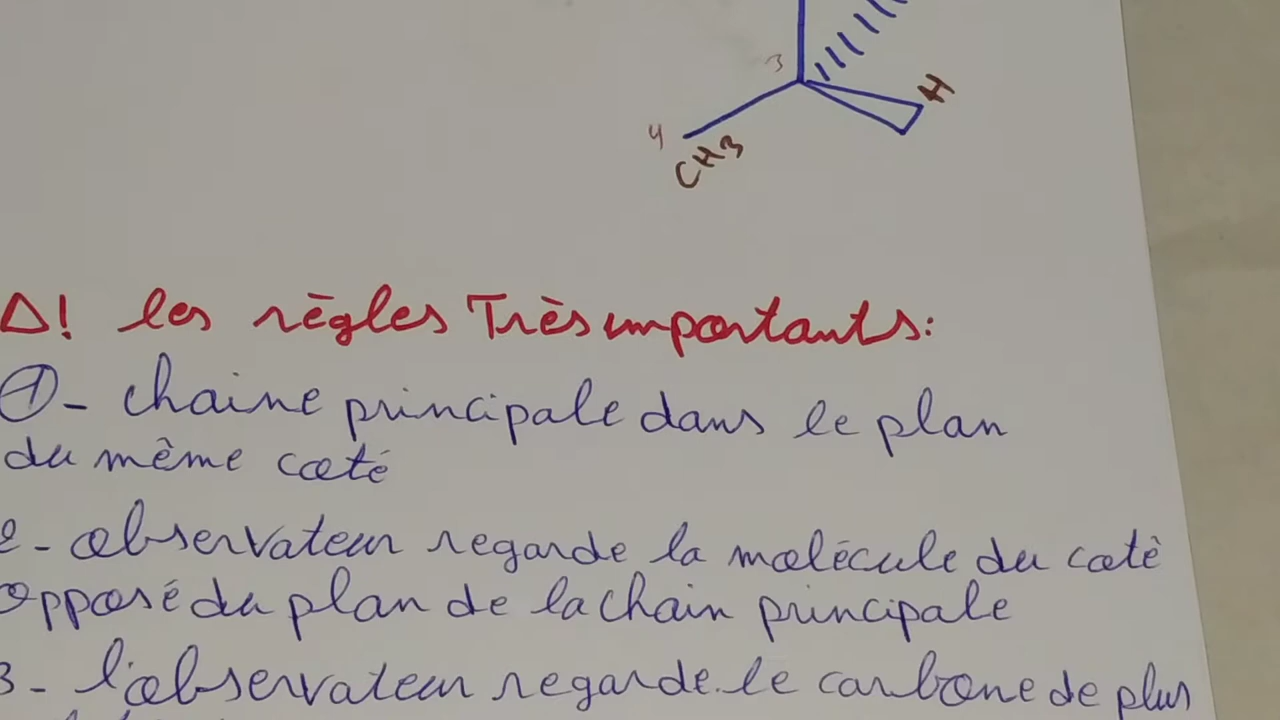 3
H
4
CH3
⚠! les règles Très importants:
①- chaine principale dans le plan
du même coté
2- observateur regarde la molécule du coté
opposé du plan de la chain principale
3- l'observateur regarde le carbone de plus